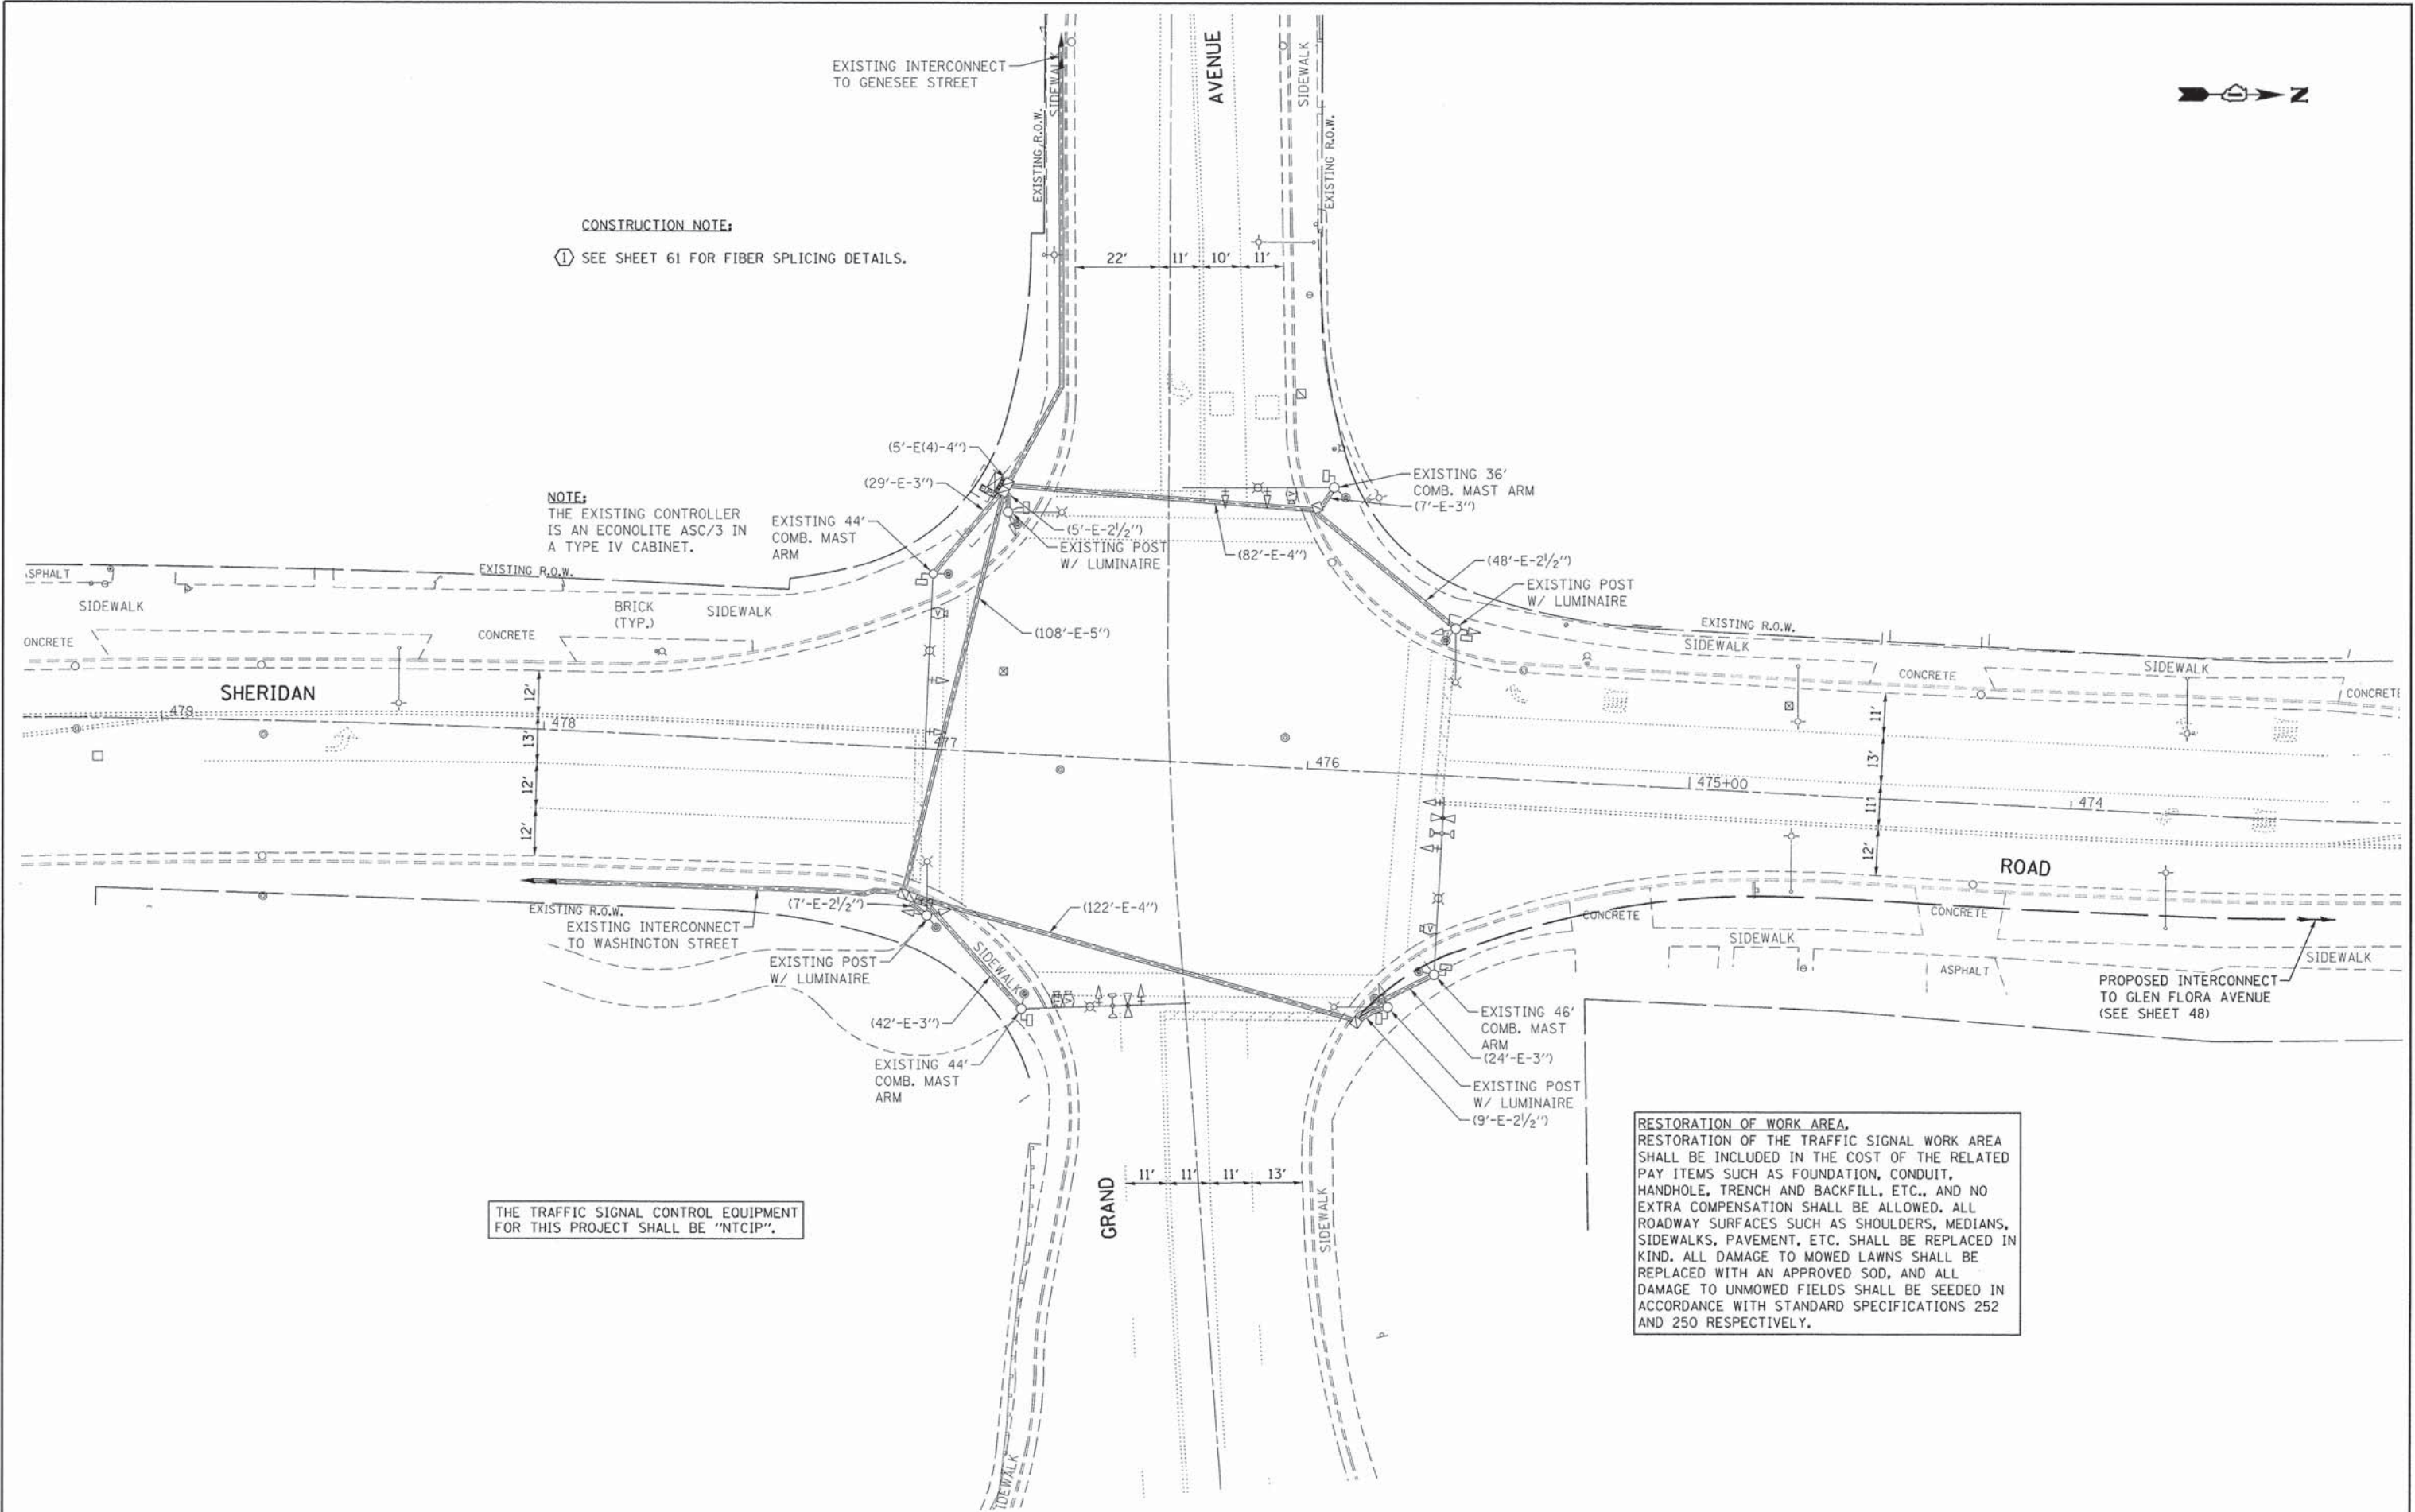 EXISTING INTERCONNECT
TO GENESEE STREET
SIDEWALK
EXISTING R.O.W.
AVENUE
SIDEWALK
EXISTING R.O.W.
N
CONSTRUCTION NOTE:
1 SEE SHEET 61 FOR FIBER SPLICING DETAILS.
22' 11' 10' 11'
(5'-E(4)-4'')
(29'-E-3'')
NOTE:
THE EXISTING CONTROLLER
IS AN ECONOLITE ASC/3 IN
A TYPE IV CABINET.
EXISTING 44'
COMB. MAST
ARM
(5'-E-2½'')
EXISTING POST
W/ LUMINAIRE
EXISTING 36'
COMB. MAST ARM
(7'-E-3'')
(82'-E-4'')
(48'-E-2½'')
EXISTING POST
W/ LUMINAIRE
(108'-E-5'')
ASPHALT
EXISTING R.O.W.
SIDEWALK
BRICK
(TYP.)
SIDEWALK
ONCRETE
CONCRETE
EXISTING R.O.W.
SIDEWALK
CONCRETE
SIDEWALK
CONCRETE
SHERIDAN
479
478
477
476
475+00
474
12'
13'
12'
12'
11'
13'
11'
12'
ROAD
V
V
V
V
EXISTING R.O.W.
(7'-E-2½'')
EXISTING INTERCONNECT
TO WASHINGTON STREET
EXISTING POST
W/ LUMINAIRE
SIDEWALK
(122'-E-4'')
(42'-E-3'')
EXISTING 44'
COMB. MAST
ARM
CONCRETE
CONCRETE
SIDEWALK
ASPHALT
SIDEWALK
PROPOSED INTERCONNECT
TO GLEN FLORA AVENUE
(SEE SHEET 48)
EXISTING 46'
COMB. MAST
ARM
(24'-E-3'')
EXISTING POST
W/ LUMINAIRE
(9'-E-2½'')
GRAND
11' 11' 11' 13'
SIDEWALK
IDEWALK
THE TRAFFIC SIGNAL CONTROL EQUIPMENT
FOR THIS PROJECT SHALL BE "NTCIP".
RESTORATION OF WORK AREA.
RESTORATION OF THE TRAFFIC SIGNAL WORK AREA
SHALL BE INCLUDED IN THE COST OF THE RELATED
PAY ITEMS SUCH AS FOUNDATION, CONDUIT,
HANDHOLE, TRENCH AND BACKFILL, ETC., AND NO
EXTRA COMPENSATION SHALL BE ALLOWED. ALL
ROADWAY SURFACES SUCH AS SHOULDERS, MEDIANS,
SIDEWALKS, PAVEMENT, ETC. SHALL BE REPLACED IN
KIND. ALL DAMAGE TO MOWED LAWNS SHALL BE
REPLACED WITH AN APPROVED SOD, AND ALL
DAMAGE TO UNMOWED FIELDS SHALL BE SEEDED IN
ACCORDANCE WITH STANDARD SPECIFICATIONS 252
AND 250 RESPECTIVELY.